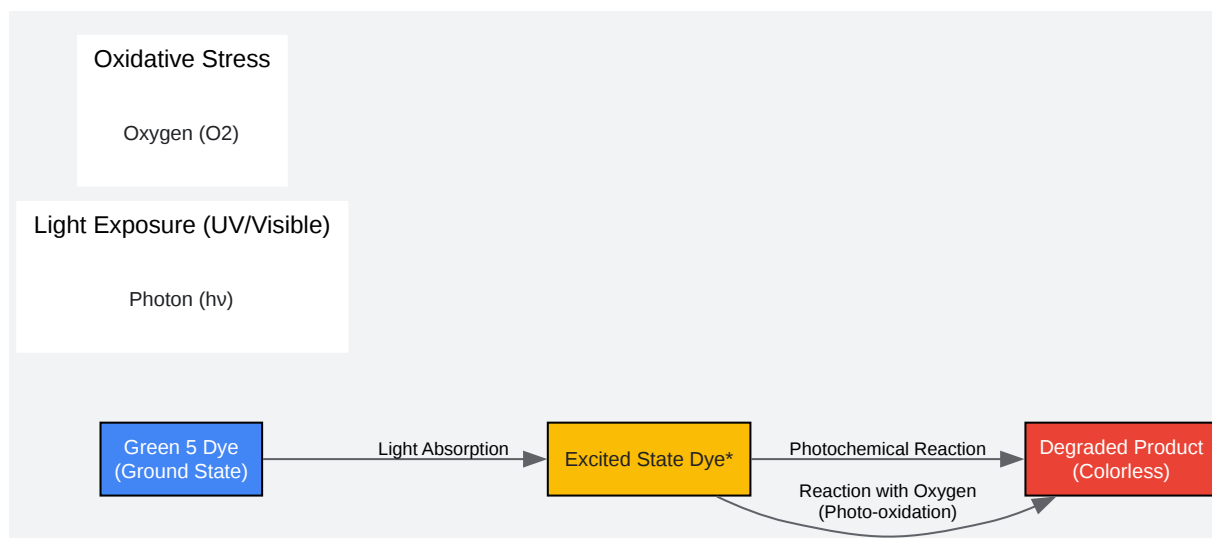 Oxidative Stress
Oxygen (O2)
Light Exposure (UV/Visible)
Photon (hν)
Green 5 Dye
(Ground State)
Light Absorption
Excited State Dye*
Photochemical Reaction
Reaction with Oxygen
(Photo-oxidation)
Degraded Product
(Colorless)